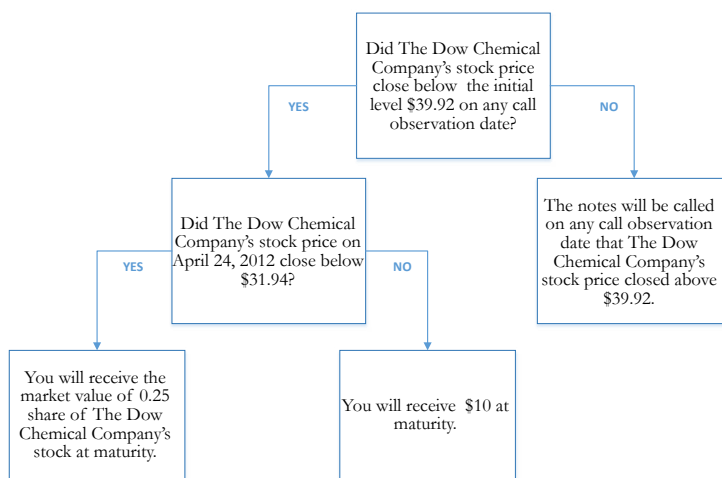 Did The Dow Chemical
Company's stock price
close below the initial
level $39.92 on any call
observation date?
YES
NO
Did The Dow Chemical
Company's stock price on
April 24, 2012 close below
$31.94?
The notes will be called
on any call observation
date that The Dow
Chemical Company's
stock price closed above
$39.92.
YES
NO
You will receive the
market value of 0.25
share of The Dow
Chemical Company's
stock at maturity.
You will receive $10 at
maturity.